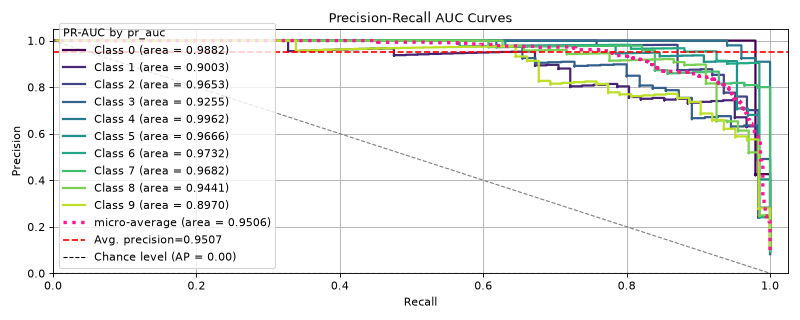 Precision-Recall AUC Curves
Precision
1.0
0.8
0.6
0.4
0.2
0.0
PR-AUC by pr_auc
Class 0 (area = 0.9882)
Class 1 (area = 0.9003)
Class 2 (area = 0.9653)
Class 3 (area = 0.9255)
Class 4 (area = 0.9962)
Class 5 (area = 0.9666)
Class 6 (area = 0.9732)
Class 7 (area = 0.9682)
Class 8 (area = 0.9441)
Class 9 (area = 0.8970)
micro-average (area = 0.9506)
Avg. precision=0.9507
Chance level (AP = 0.00)
0.0 0.2 0.4 0.6 0.8 1.0
Recall